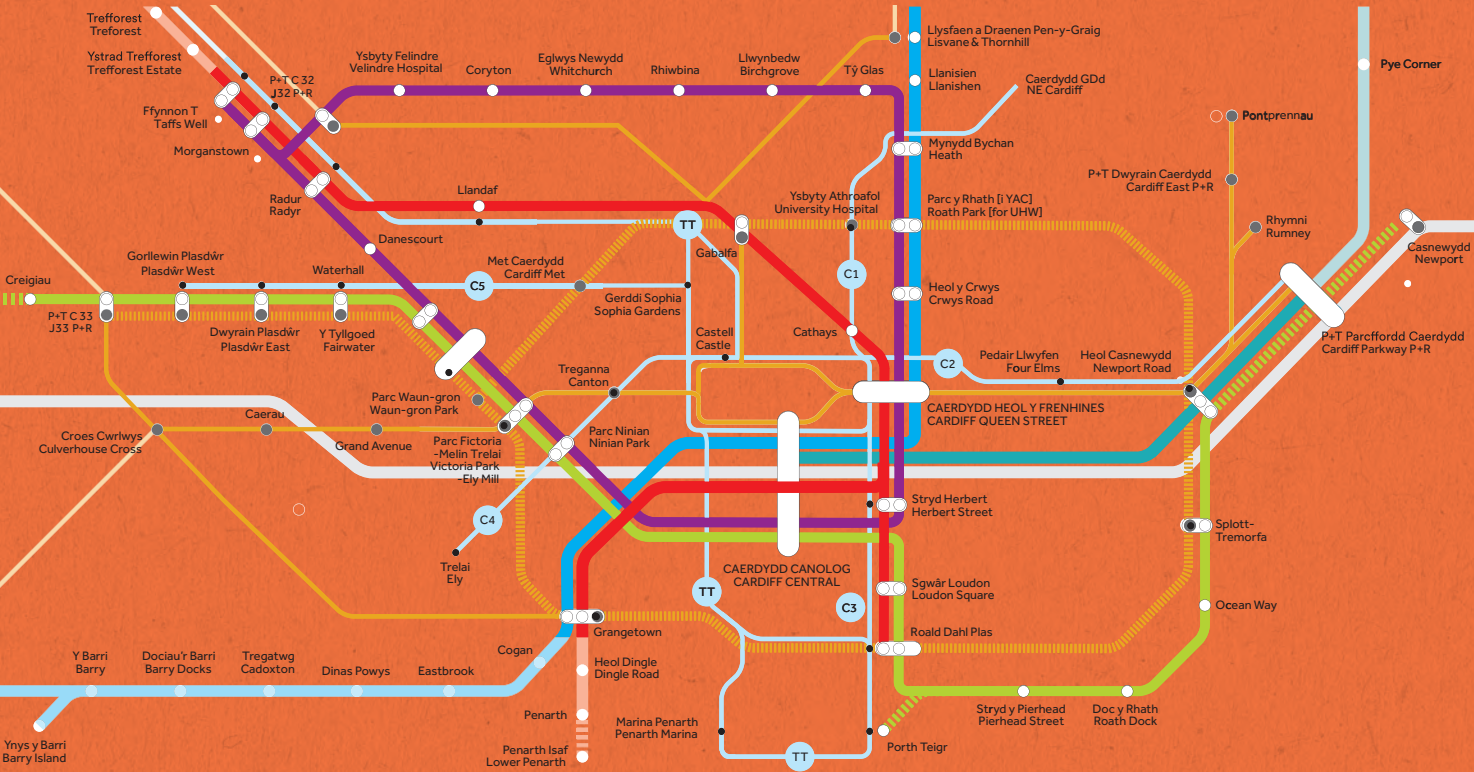 Trefforest
Treforest
Ystrad Trefforest
Trefforest Estate
P+T C 32
J32 P+R
Ffynnon T
Taffs Well
Morganstown
Radur
Radyr
Ysbyty Felindre
Velindre Hospital
Coryton
Eglwys Newydd
Whitchurch
Rhiwbina
Llwynbedw
Birchgrove
Tŷ Glas
Llysfaen a Draenen Pen-y-Graig
Lisvane & Thornhill
Llanisien
Llanishen
Caerdydd GDd
NE Cardiff
Mynydd Bychan
Heath
Pye Corner
Pontprennau
P+T Dwyrain Caerdydd
Cardiff East P+R
Rhymni
Rumney
Casnewydd
Newport
Llandaf
Danescourt
TT
Gabalfa
Ysbyty Athroafol
University Hospital
Parc y Rhath [i YAC]
Roath Park [for UHW]
Creigiau
P+T C 33
J33 P+R
Gorllewin Plasdŵr
Plasdŵr West
Waterhall
Dwyrain Plasdŵr
Plasdŵr East
Y Tyllgoed
Fairwater
C5
Met Caerdydd
Cardiff Met
Gerddi Sophia
Sophia Gardens
C1
Heol y Crwys
Crwys Road
Castell
Castle
Cathays
C2
Pedair Llwyfen
Four Elms
Heol Casnewydd
Newport Road
P+T Parcffordd Caerdydd
Cardiff Parkway P+R
Treganna
Canton
Parc Waun-gron
Waun-gron Park
CAERDYDD HEOL Y FRENHINES
CARDIFF QUEEN STREET
Croes Cwrlwys
Culverhouse Cross
Caerau
Grand Avenue
Parc Fictoria
-Melin Trelai
Victoria Park
-Ely Mill
Parc Ninian
Ninian Park
C4
Trelai
Ely
Stryd Herbert
Herbert Street
Splott-
Tremorfa
CAERDYDD CANOLOG
CARDIFF CENTRAL
TT
C3
Sgwâr Loudon
Loudon Square
Ocean Way
Grangetown
Roald Dahl Plas
Y Barri
Barry
Dociau'r Barri
Barry Docks
Tregatwg
Cadoxton
Dinas Powys
Eastbrook
Cogan
Heol Dingle
Dingle Road
Penarth
Penarth Isaf
Lower Penarth
Marina Penarth
Penarth Marina
TT
Porth Teigr
Stryd y Pierhead
Pierhead Street
Doc y Rhath
Roath Dock
Ynys y Barri
Barry Island